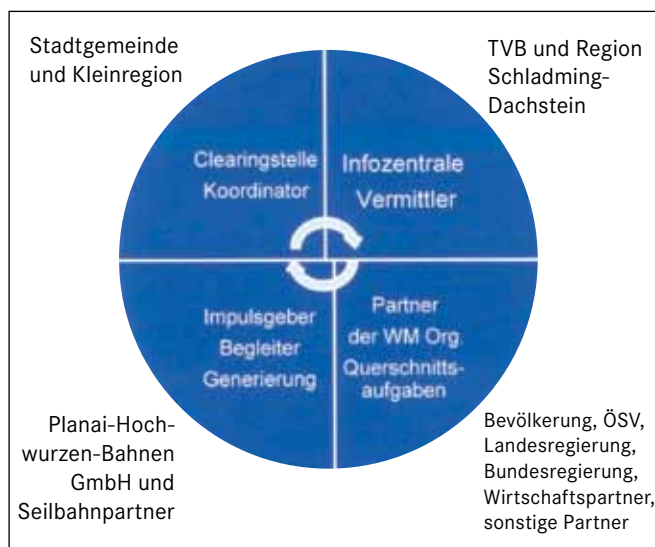 Stadtgemeinde
und Kleinregion
TVB und Region
Schladming-
Dachstein
Clearingstelle
Koordinator
Infozentrale
Vermittler
Impulsgeber
Begleiter
Generierung
Partner
der WM Org.
Querschnitts-
aufgaben
Planai-Hoch-
wurzen-Bahnen
GmbH und
Seilbahnpartner
Bevölkerung, ÖSV,
Landesregierung,
Bundesregierung,
Wirtschaftspartner,
sonstige Partner